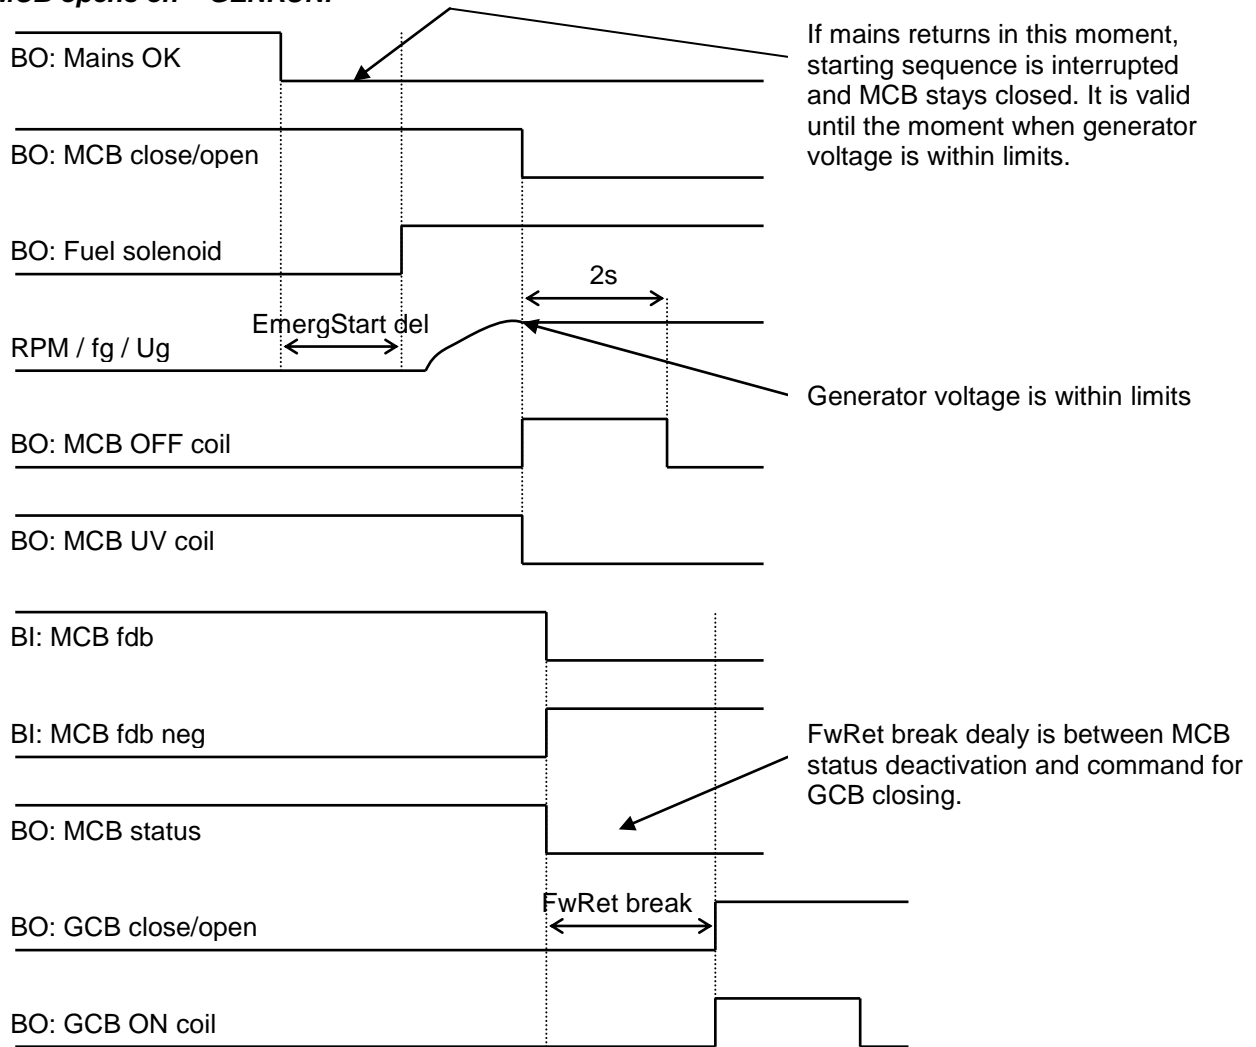 MCB opens on = GENRUN:
BO: Mains OK
If mains returns in this moment,
starting sequence is interrupted
and MCB stays closed. It is valid
until the moment when generator
voltage is within limits.
BO: MCB close/open
BO: Fuel solenoid
2s
EmergStart del
RPM / fg / Ug
Generator voltage is within limits
BO: MCB OFF coil
BO: MCB UV coil
BI: MCB fdb
BI: MCB fdb neg
FwRet break dealy is between MCB
status deactivation and command for
GCB closing.
BO: MCB status
FwRet break
BO: GCB close/open
BO: GCB ON coil